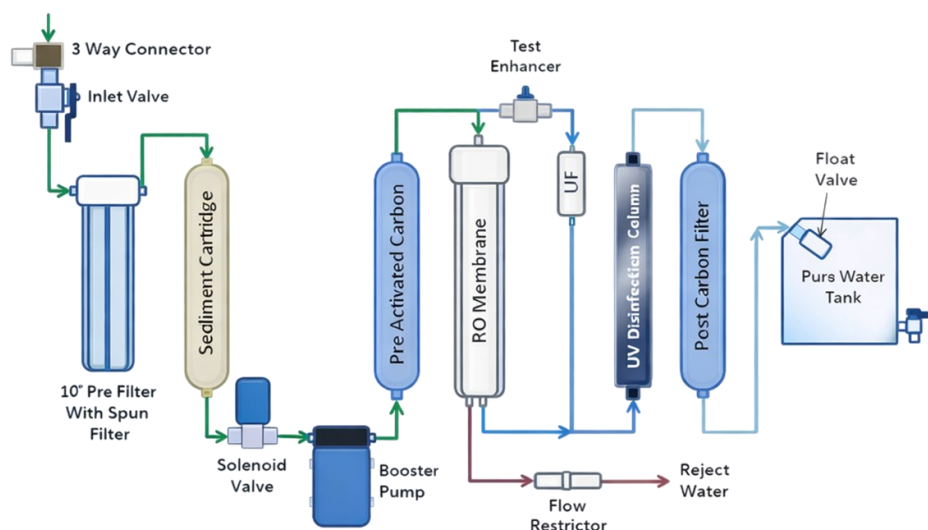 3 Way Connector
Inlet Valve
10" Pre Filter
With Spun
Filter
Sediment Cartridge
Solenoid
Valve
Booster
Pump
Pre Activated Carbon
RO Membrane
Test
Enhancer
UF
UV Disinfection Column
Post Carbon Filter
Float
Valve
Purs Water
Tank
Flow
Restrictor
Reject
Water